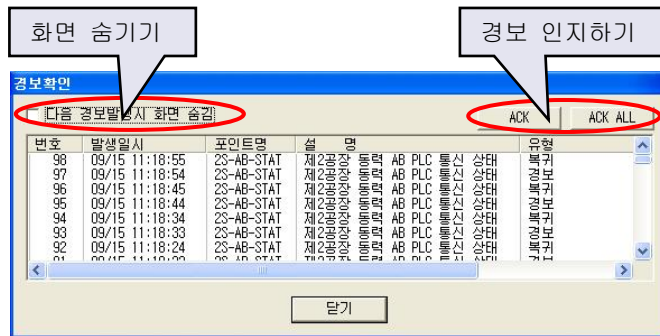 화면 숨기기
경보 인지하기
경보확인
다음 경보발생시 화면 숨김
ACK
ACK ALL
번호 발생일시 포인트명 설 명 유형
98 09/15 11:18:55 2S-AB-STAT 제2공장 동력 AB PLC 통신 상태 복귀
97 09/15 11:18:54 2S-AB-STAT 제2공장 동력 AB PLC 통신 상태 경보
96 09/15 11:18:45 2S-AB-STAT 제2공장 동력 AB PLC 통신 상태 복귀
95 09/15 11:18:44 2S-AB-STAT 제2공장 동력 AB PLC 통신 상태 경보
94 09/15 11:18:34 2S-AB-STAT 제2공장 동력 AB PLC 통신 상태 복귀
93 09/15 11:18:33 2S-AB-STAT 제2공장 동력 AB PLC 통신 상태 경보
92 09/15 11:18:24 2S-AB-STAT 제2공장 동력 AB PLC 통신 상태 복귀
닫기